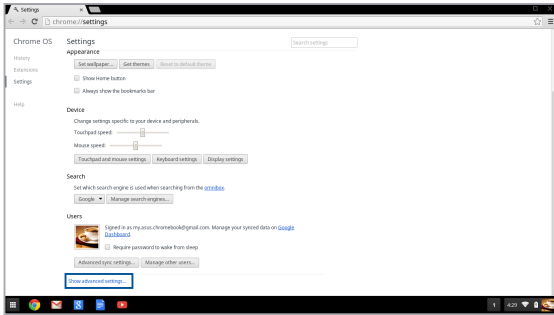 Settings
chrome://settings
Chrome OS
Settings
Search settings
History
Extensions
Settings
Help
Appearance
Set wallpaper... Get themes Reset to default theme
Show Home button
Always show the bookmarks bar
Device
Change settings specific to your device and peripherals.
Touchpad speed:
Mouse speed:
Touchpad and mouse settings Keyboard settings Display settings
Search
Set which search engine is used when searching from the omnibox.
Google Manage search engines...
Users
Signed in as my.asus.chromebook@gmail.com. Manage your synced data on Google
Dashboard.
Require password to wake from sleep
Advanced sync settings... Manage other users...
Show advanced settings...
8
1 4:29